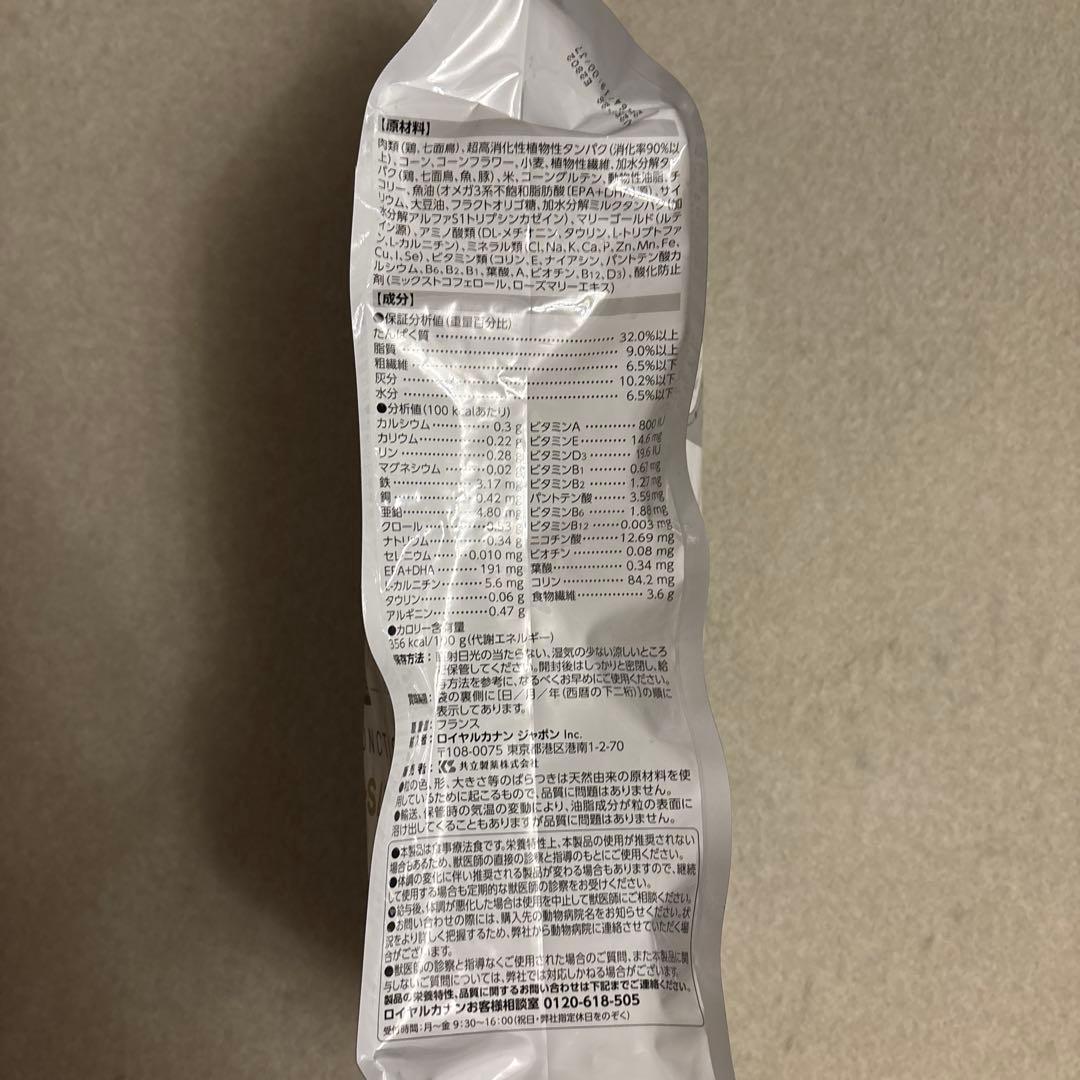 【原材料】
肉類(鶏、七面鳥)、超高消化性植物性タンパク(消化率90%以
上)、コーン、コーンフラワー、小麦、植物性繊維、加水分解タン
パク(鶏、七面鳥、魚、豚)、米、コーングルテン、動物性油脂、チ
コリー、魚油(オメガ3系不飽和脂肪酸〔EPA+DHA
リウム、大豆油、フラクトオリゴ糖、加水分解ミルクタンパク(加
水分解アルファS1トリプシンカゼイン)、マリーゴールド(ルテ
イン源)、アミノ酸類(DL-メチオニン、タウリン、L-トリプトファ
ン、L-カルニチン)、ミネラル類(Cl、Na、K、Ca、P、Zn、Mn、Fe、
Cu、I、Se)、ビタミン類(コリン、E、ナイアシン、パントテン酸カ
ルシウム、B6、B2、B1、葉酸、A、ビオチン、B12、D3)、酸化防止
剤(ミックストコフェロール、ローズマリーエキス)
【成分】
●保証分析値(重量百分比)
たんぱく質 32.0%以上
脂質 9.0%以上
粗繊維 6.5%以下
灰分 10.2%以下
水分 6.5%以下
●分析値(100 kcalあたり)
カルシウム 0.3 g
カリウム 0.22 g
リン 0.28 g
マグネシウム 0.02 g
鉄 3.17 mg
銅 0.42 mg
亜鉛 4.80 mg
クロール 0.53 g
ナトリウム 0.34 g
セレニウム 0.010 mg
EPA+DHA 191 mg
L-カルニチン 5.6 mg
タウリン 0.06 g
アルギニン 0.47 g
ビタミンA 800 IU
ビタミンE 14.6 mg
ビタミンD3 19.6 IU
ビタミンB1 0.67 mg
ビタミンB2 1.27 mg
パントテン酸 3.59 mg
ビタミンB6 1.88 mg
ビタミンB12 0.003 mg
ニコチン酸 12.69 mg
ビオチン 0.08 mg
葉酸 0.34 mg
コリン 84.2 mg
食物繊維 3.6 g
●カロリー含有量
356 kcal/100 g(代謝エネルギー)
保存方法:直射日光の当たらない、湿気の少ない涼しいところ
に保管してください。開封後はしっかりと密閉し、給
与方法を参考に、なるべくお早めにご使用ください。
袋の裏側に[日/月/年(西暦の下二桁)]の順に
表示してあります。
フランス
ロイヤルカナン ジャポン Inc.
〒108-0075 東京都港区港南1-2-70
KS 共立製薬株式会社
●粒の色、形、大きさ等のばらつきは天然由来の原材料を使
用しているために起こるもので、品質に問題はありません。
●輸送、保管時の気温の変動により、油脂成分が粒の表面に
溶け出してくることもありますが品質に問題はありません。
●本製品は食事療法食です。栄養特性上、本製品の使用が推奨されない
場合もあるため、獣医師の直接の診察と指導のもとにご使用ください。
●体調の変化に伴い推奨される製品が変わる場合もありますので、継続
して使用する場合も定期的な獣医師の診察をお受けください。
●給与後、体調が悪化した場合は使用を中止して獣医師にご相談ください。
●お問い合わせの際には、購入先の動物病院名をお知らせください。状
況をより詳しく把握するため、弊社から動物病院に連絡させていただく場
合がございます。
●獣医師の診察と指導なくご使用された場合のご質問、また本製品に関
与しないご質問については、弊社では対応しかねる場合がございます。
製品の栄養特性、品質に関するお問い合わせは下記までご連絡ください。
ロイヤルカナンお客様相談室 0120-618-505
受付時間:月〜金 9:30〜16:00(祝日・弊社指定休日をのぞく)